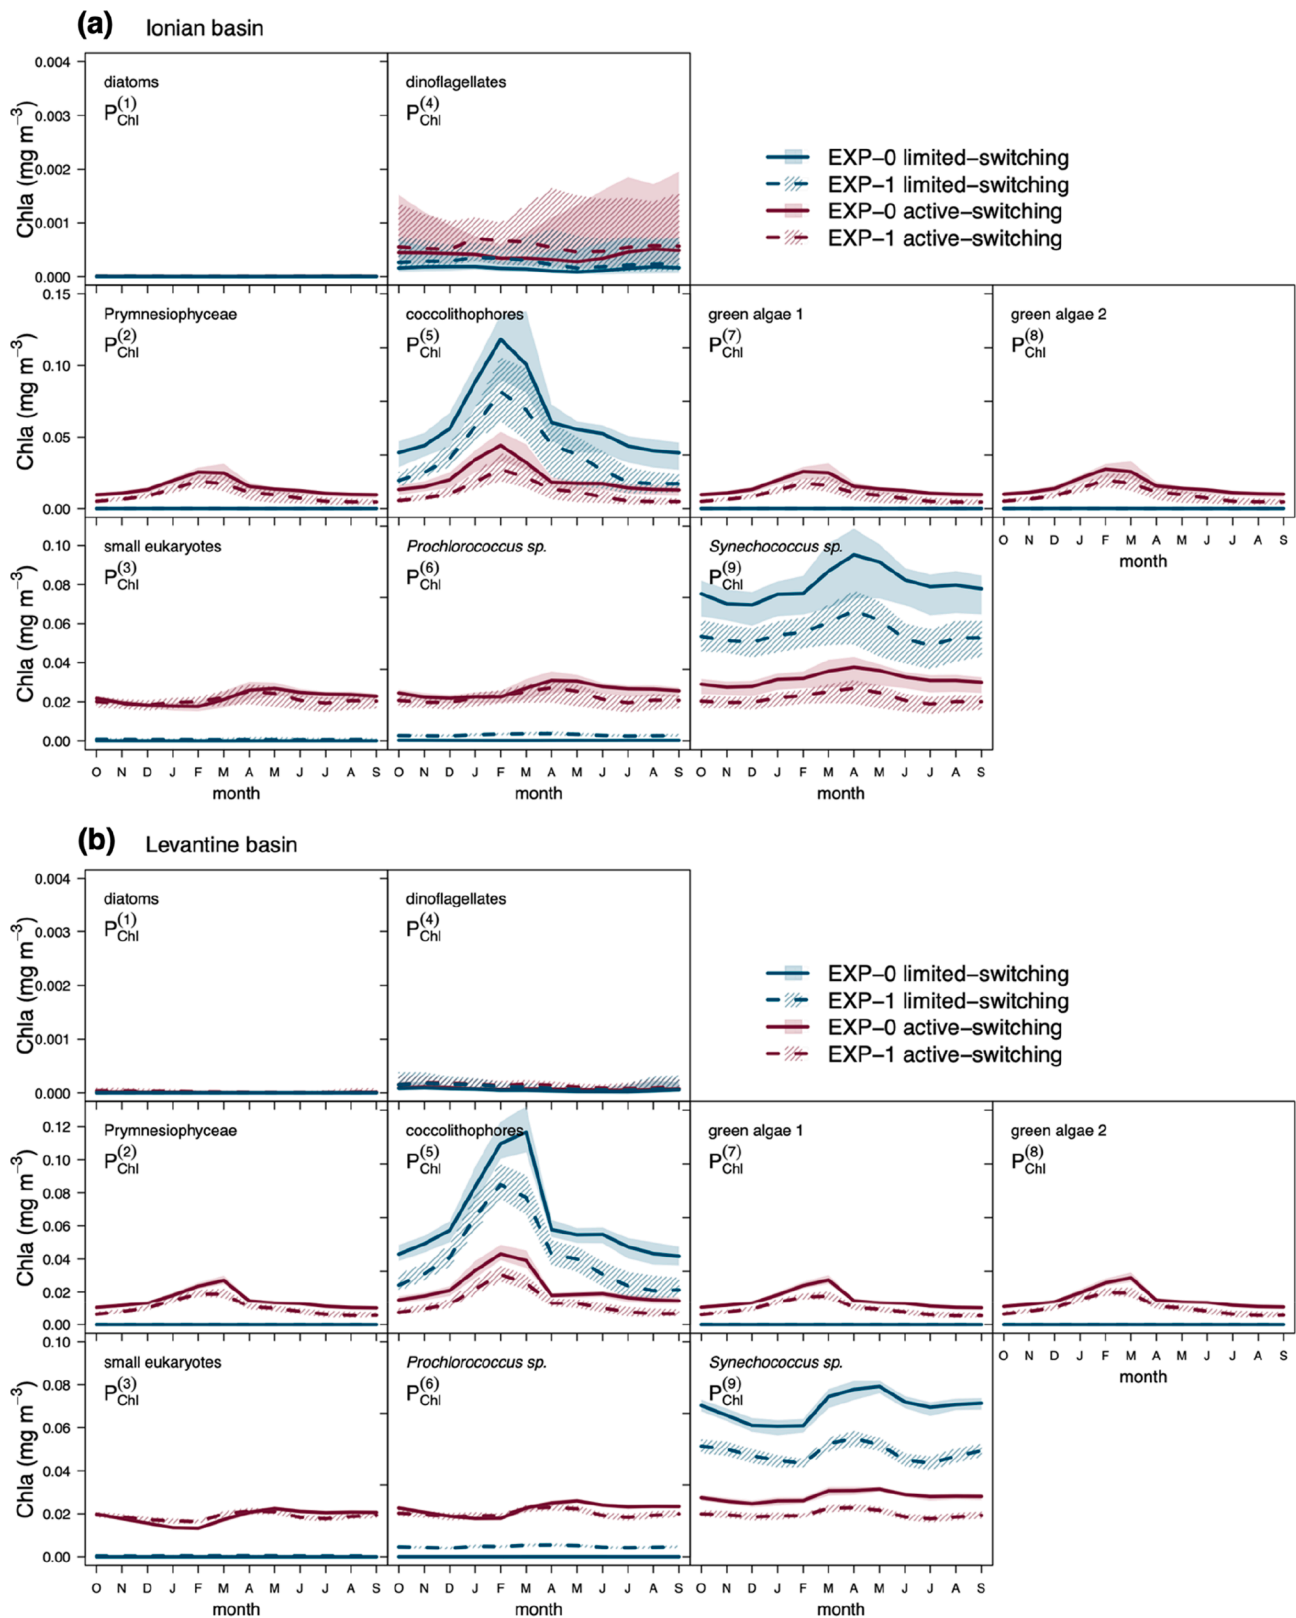 (a) Ionian basin
diatoms
P(1)Chl
dinoflagellates
P(4)Chl
Chla (mg m−3)
0.004
0.003
0.002
0.001
0.000
EXP−0 limited−switching
EXP−1 limited−switching
EXP−0 active−switching
EXP−1 active−switching
Prymnesiophyceae
P(2)Chl
coccolithophores
P(5)Chl
green algae 1
P(7)Chl
green algae 2
P(8)Chl
Chla (mg m−3)
0.15
0.10
0.05
0.00
O N D J F M A M J J A S
month
small eukaryotes
P(3)Chl
Prochlorococcus sp.
P(6)Chl
Synechococcus sp.
P(9)Chl
Chla (mg m−3)
0.10
0.08
0.06
0.04
0.02
0.00
O N D J F M A M J J A S
O N D J F M A M J J A S
O N D J F M A M J J A S
month
month
month
(b) Levantine basin
diatoms
P(1)Chl
dinoflagellates
P(4)Chl
Chla (mg m−3)
0.004
0.003
0.002
0.001
0.000
EXP−0 limited−switching
EXP−1 limited−switching
EXP−0 active−switching
EXP−1 active−switching
Prymnesiophyceae
P(2)Chl
coccolithophores
P(5)Chl
green algae 1
P(7)Chl
green algae 2
P(8)Chl
Chla (mg m−3)
0.12
0.10
0.08
0.06
0.04
0.02
0.00
O N D J F M A M J J A S
month
small eukaryotes
P(3)Chl
Prochlorococcus sp.
P(6)Chl
Synechococcus sp.
P(9)Chl
Chla (mg m−3)
0.10
0.08
0.06
0.04
0.02
0.00
O N D J F M A M J J A S
O N D J F M A M J J A S
O N D J F M A M J J A S
month
month
month